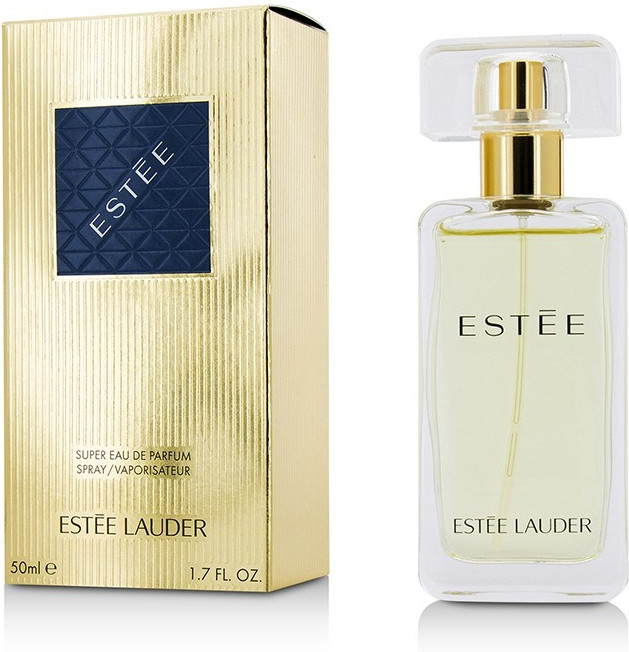 ESTĒE
SUPER EAU DE PARFUM
SPRAY/VAPORISATEUR
ESTĒE LAUDER
50ml ℮ 1.7 FL. OZ.
ESTĒE
ESTĒE LAUDER